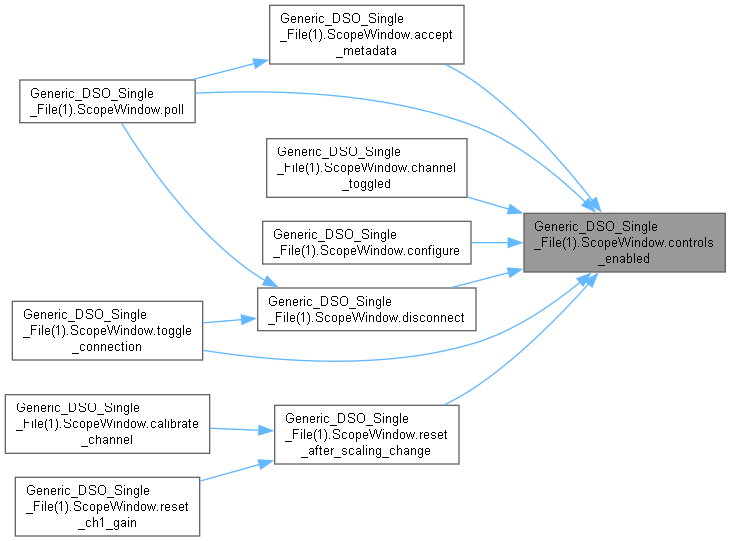 Generic_DSO_Single
_File(1).ScopeWindow.accept
_metadata
Generic_DSO_Single
_File(1).ScopeWindow.poll
Generic_DSO_Single
_File(1).ScopeWindow.channel
_toggled
Generic_DSO_Single
_File(1).ScopeWindow.controls
_enabled
Generic_DSO_Single
_File(1).ScopeWindow.configure
Generic_DSO_Single
_File(1).ScopeWindow.disconnect
Generic_DSO_Single
_File(1).ScopeWindow.toggle
_connection
Generic_DSO_Single
_File(1).ScopeWindow.calibrate
_channel
Generic_DSO_Single
_File(1).ScopeWindow.reset
_after_scaling_change
Generic_DSO_Single
_File(1).ScopeWindow.reset
_ch1_gain